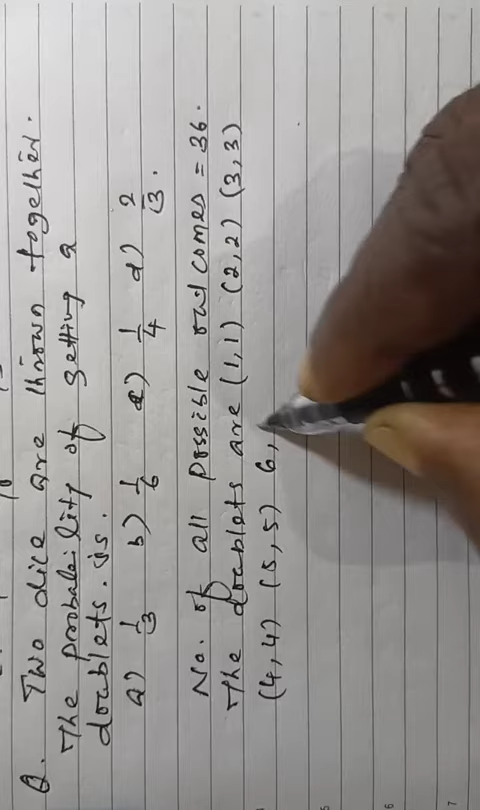 Q. Two dice are thrown together.
The probability of getting a
doublets. is.
a) 1/3 b) 1/6 c) 1/4 d) 2/13.
No. of all possible outcomes = 36.
The doublets are (1,1) (2,2) (3,3)
(4,4) (5,5) 6,